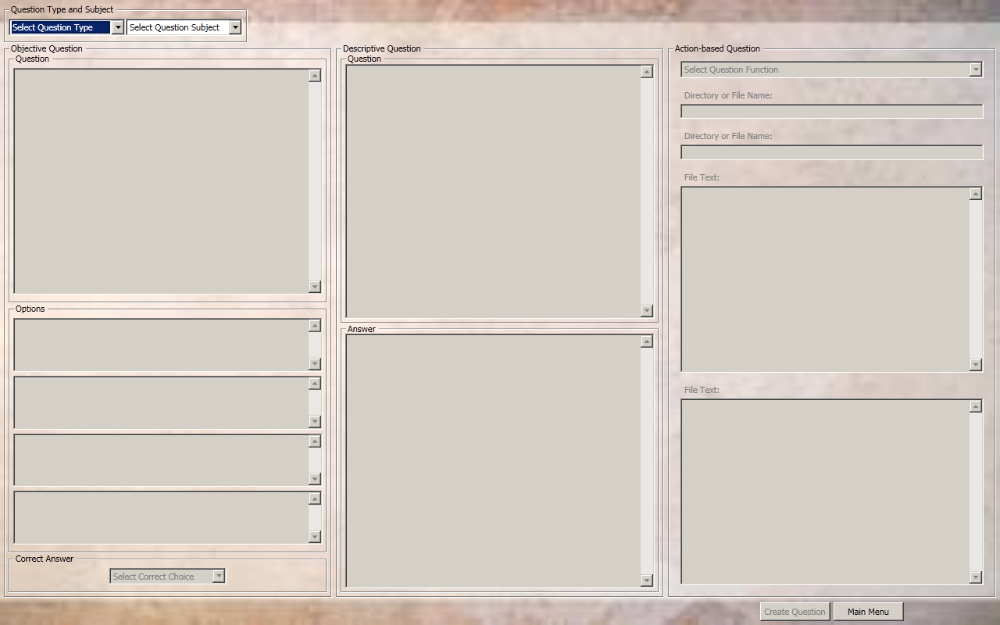 Question Type and Subject
Select Question Type Select Question Subject
Objective Question
Question
Options
Correct Answer
Select Correct Choice
Descriptive Question
Question
Answer
Action-based Question
Select Question Function
Directory or File Name:
Directory or File Name:
File Text:
File Text:
Create Question Main Menu